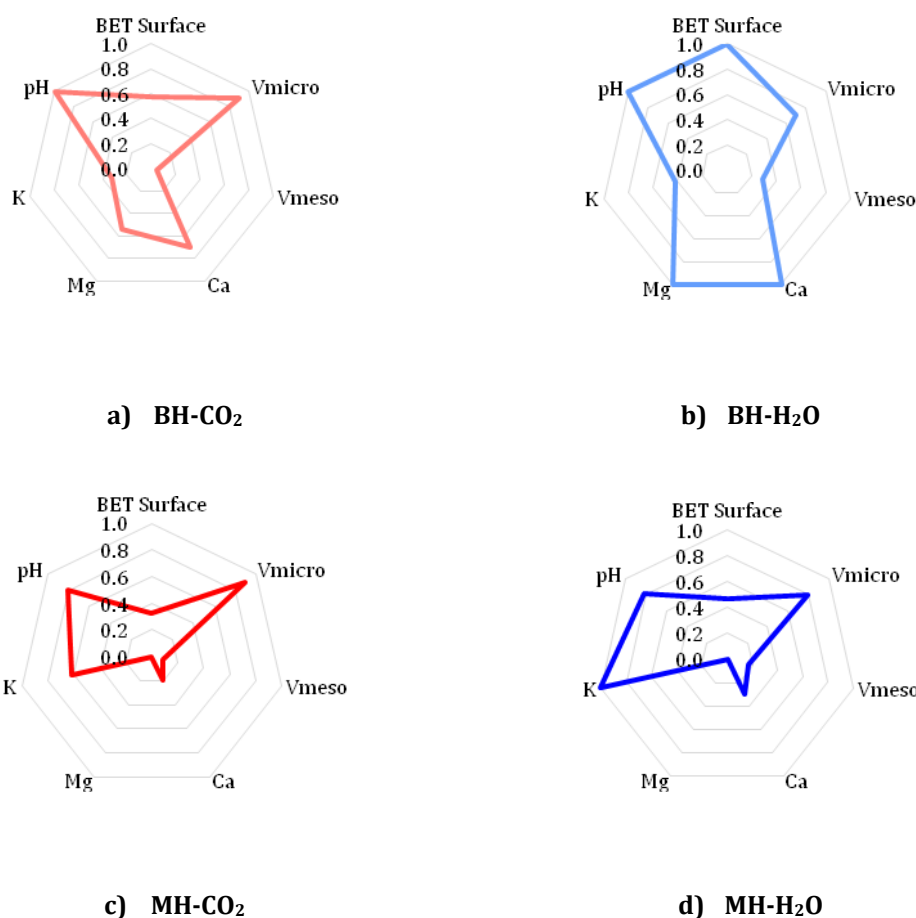 BET Surface
1.0
0.8
0.6
0.4
0.2
0.0
Vmicro
Vmeso
Ca
Mg
K
pH
a) BH-CO₂
BET Surface
1.0
0.8
0.6
0.4
0.2
0.0
Vmicro
Vmeso
Ca
Mg
K
pH
b) BH-H₂O
BET Surface
1.0
0.8
0.6
0.4
0.2
0.0
Vmicro
Vmeso
Ca
Mg
K
pH
c) MH-CO₂
BET Surface
1.0
0.8
0.6
0.4
0.2
0.0
Vmicro
Vmeso
Ca
Mg
K
pH
d) MH-H₂O